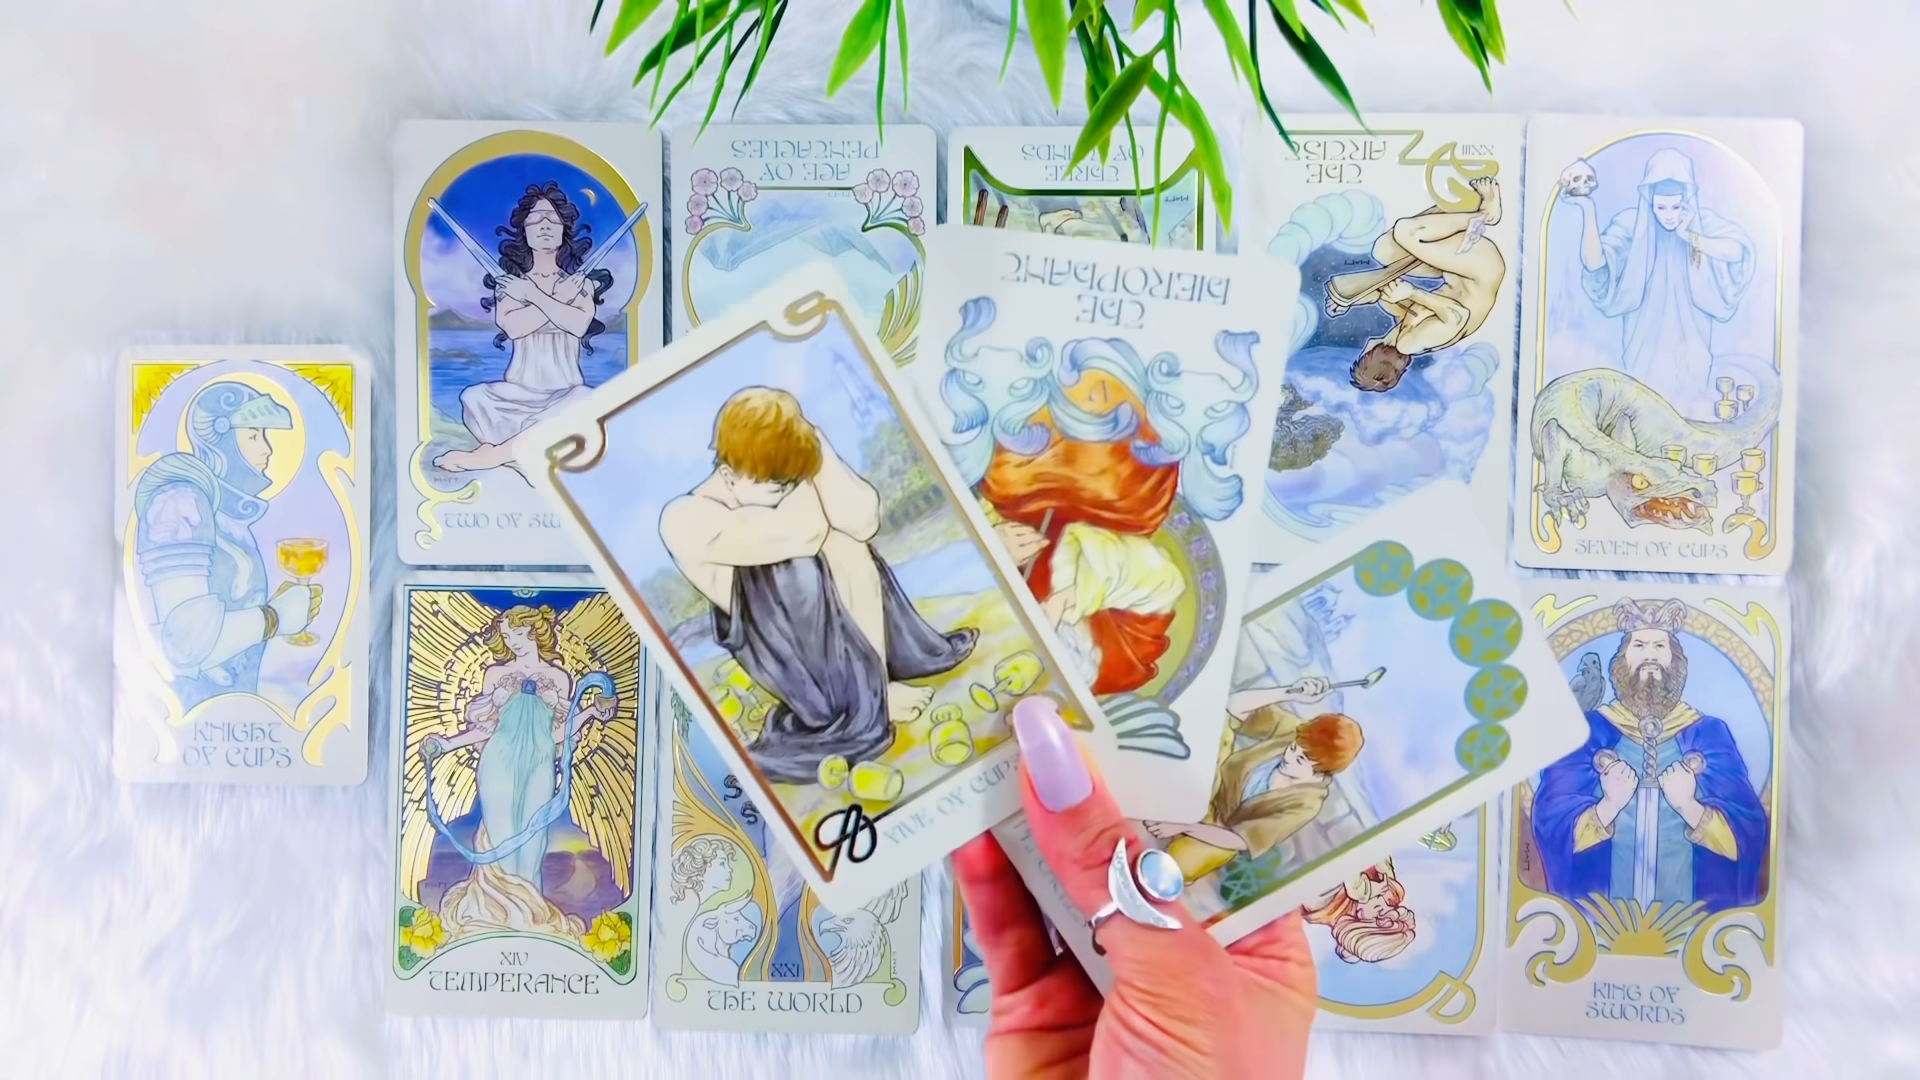 KNIGHT
OF CUPS
TWO OF SW
ACE OF
PENTACLES
THREE
OF WANDS
THE
ARTIST
XXIII
SEVEN OF CUPS
THE
HIEROPHANT
V
FIVE OF CUPS
XIV
TEMPERANCE
XXI
THE WORLD
KING OF
SWORDS
MATT